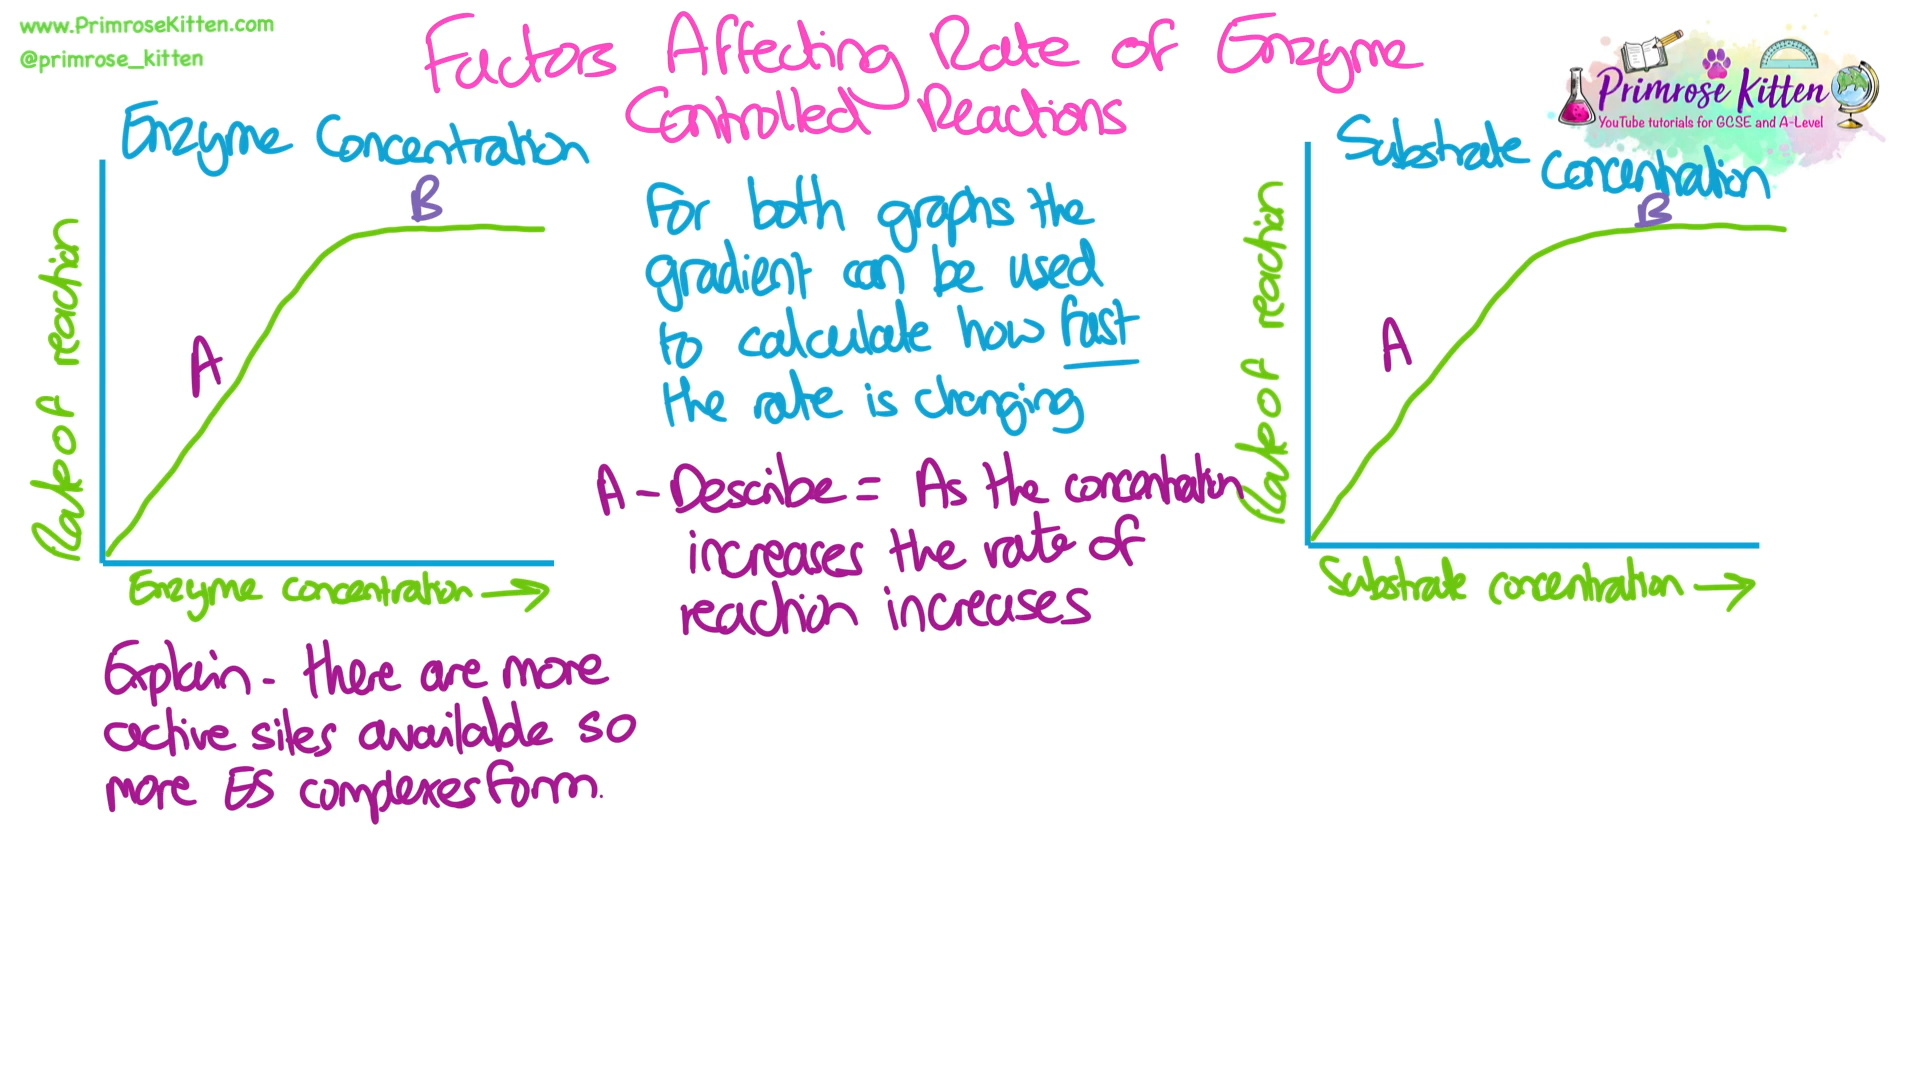 www.PrimroseKitten.com
@primrose_kitten
Factors Affecting Rate of Enzyme
Controlled Reactions
Primrose Kitten
YouTube tutorials for GCSE and A-Level
Enzyme Concentration
B
A
Rate of reaction
Enzyme concentration →
For both graphs the
gradient can be used
to calculate how fast
the rate is changing
A - Describe = As the concentration
increases the rate of
reaction increases
Substrate
Concentration
B
A
Rate of reaction
Substrate concentration →
Explain - there are more
active sites available so
more ES complexes form.